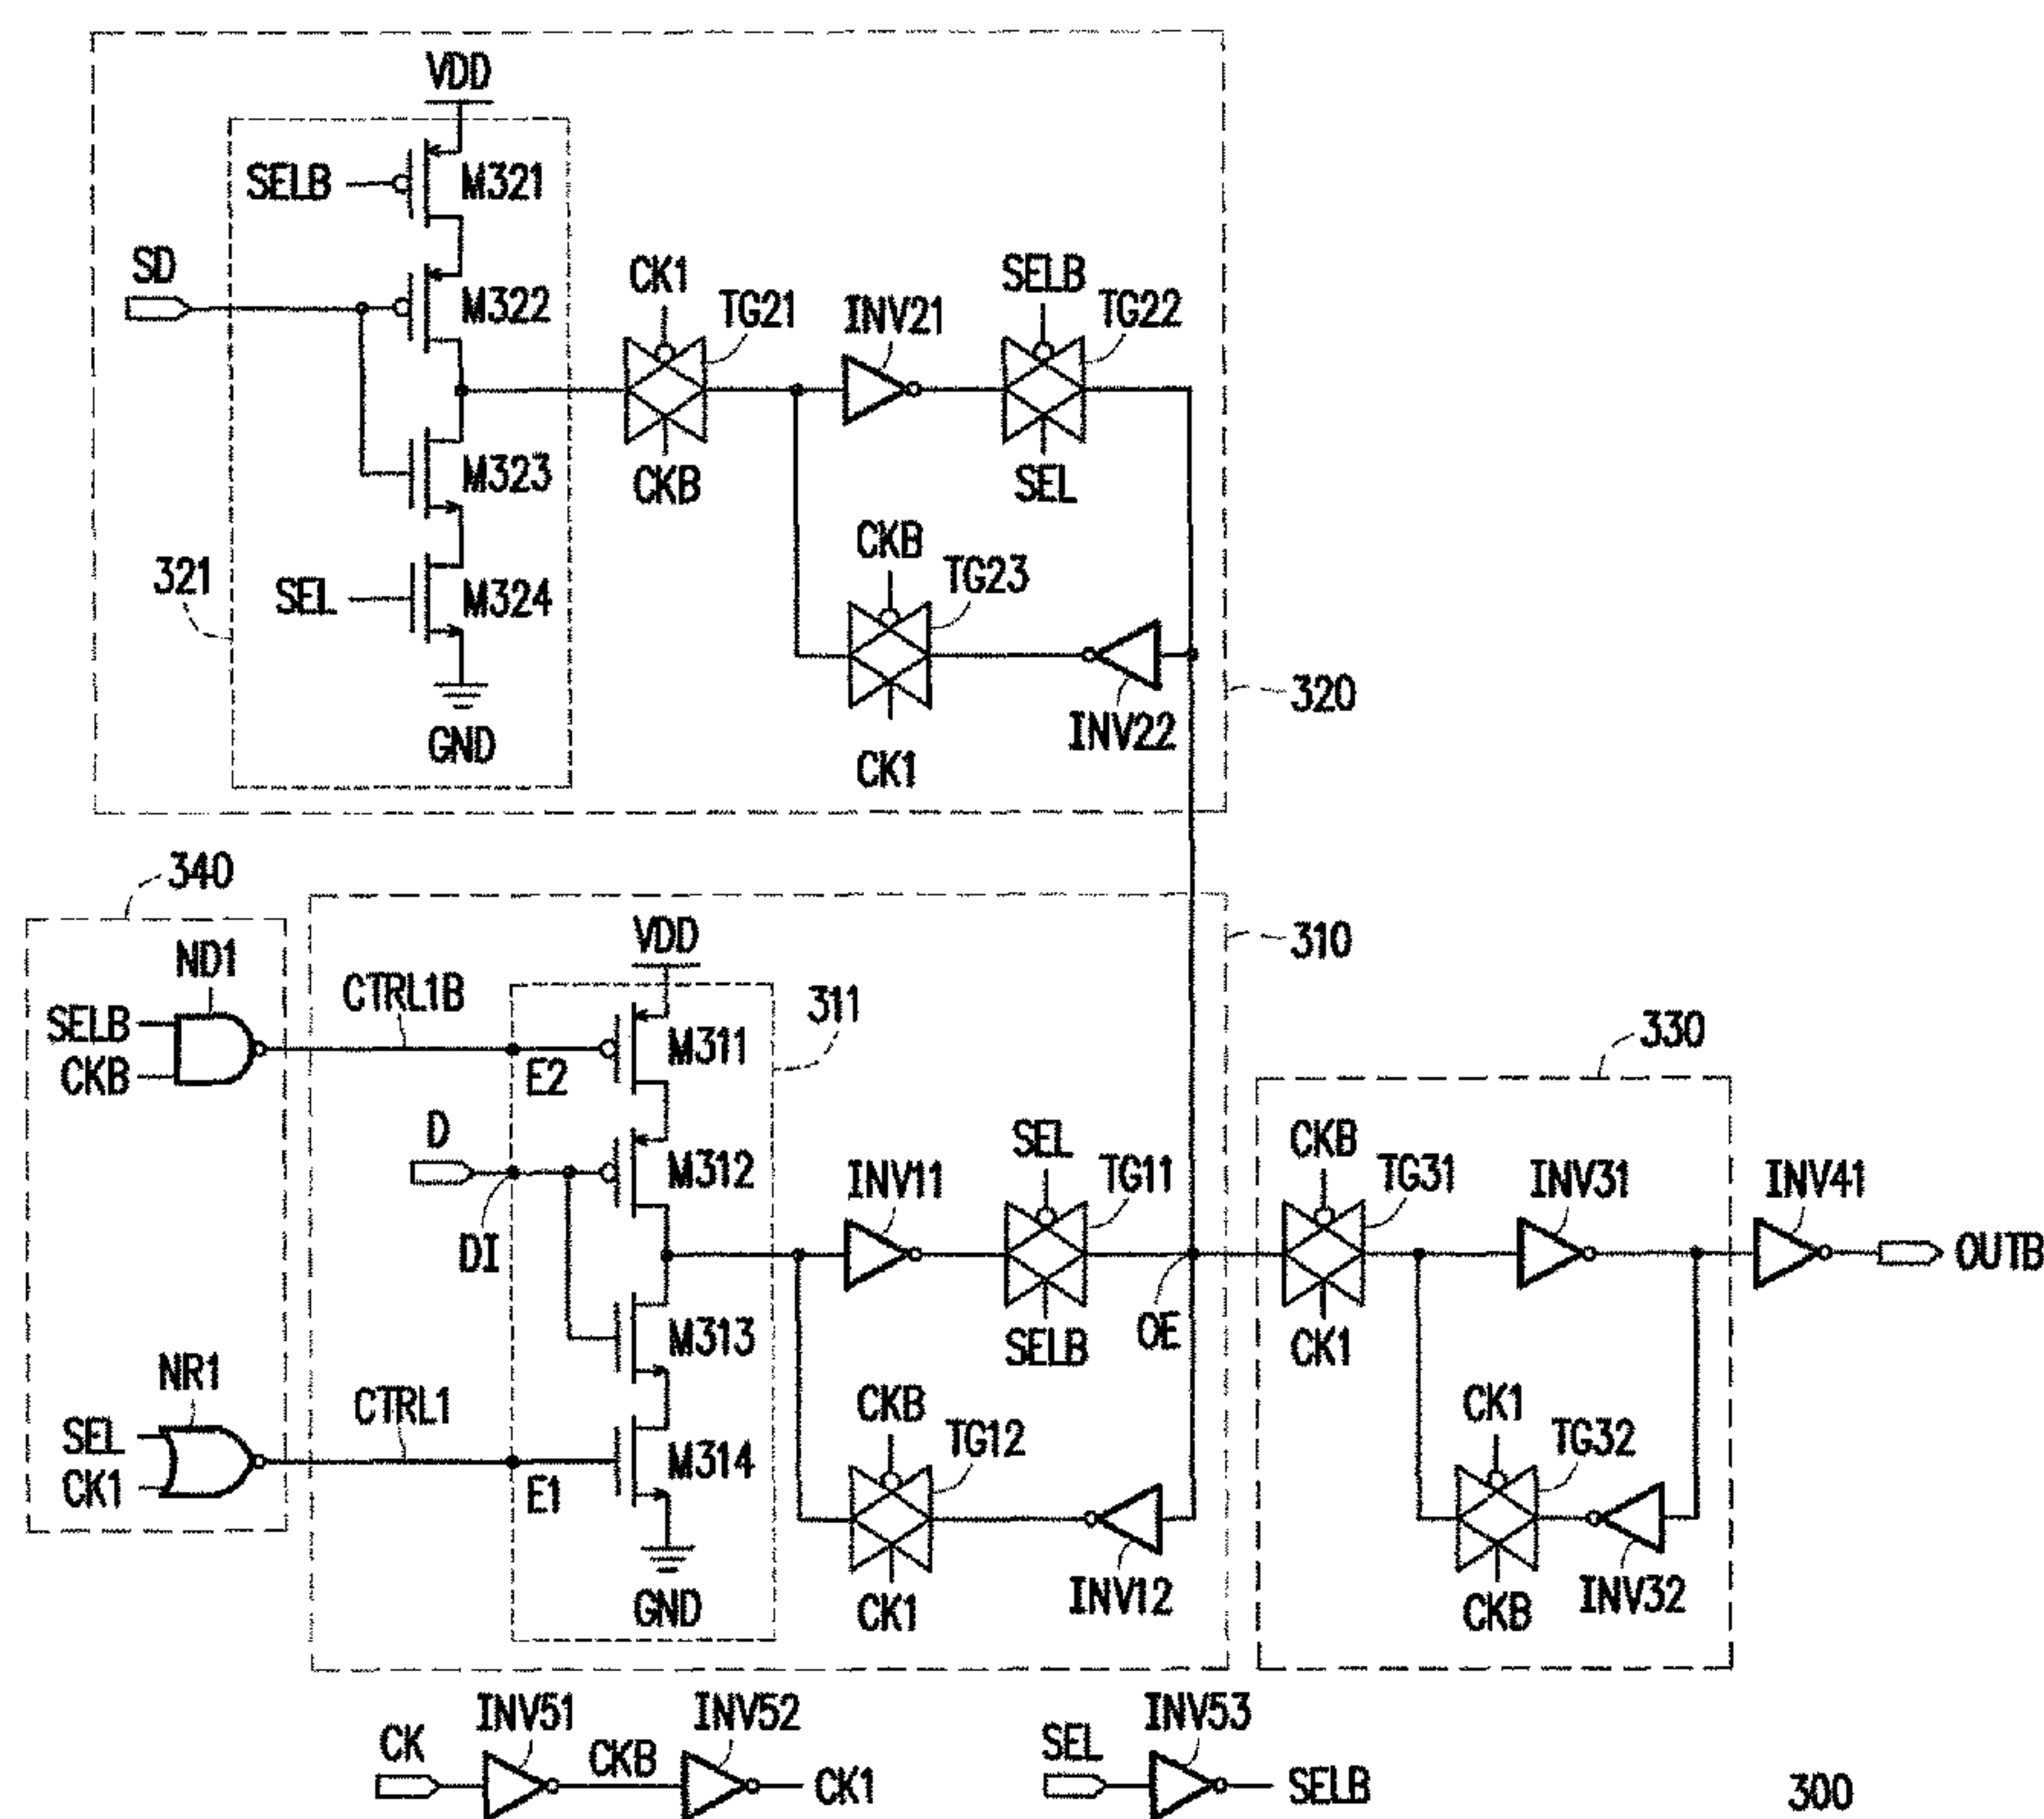 VDD
SELB
M321
SD
M322
CK1
TG21
INV21
SELB
TG22
M323
CKB
SEL
CKB
TG23
321
SEL
M324
320
INV22
GND
CK1
340
VDD
310
ND1
CTRL1B
311
SELB
CKB
E2
M311
330
D
SEL
CKB
M312
INV11
TG11
TG31
INV31
INV41
DI
OUTB
M313
SELB
OE
CK1
NR1
CTRL1
CKB
TG12
CK1
TG32
SEL
CK1
M314
E1
GND
CK1
INV12
CKB
INV32
INV51
INV52
INV53
CK
CKB
CK1
SEL
SELB
300